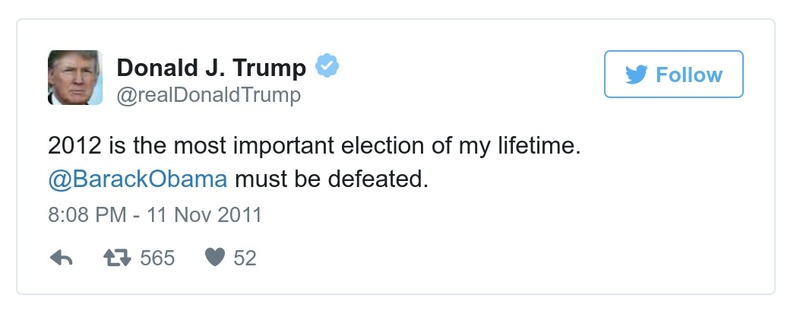 Donald J. Trump
@realDonaldTrump
Follow
2012 is the most important election of my lifetime.
@BarackObama must be defeated.
8:08 PM - 11 Nov 2011
565 52